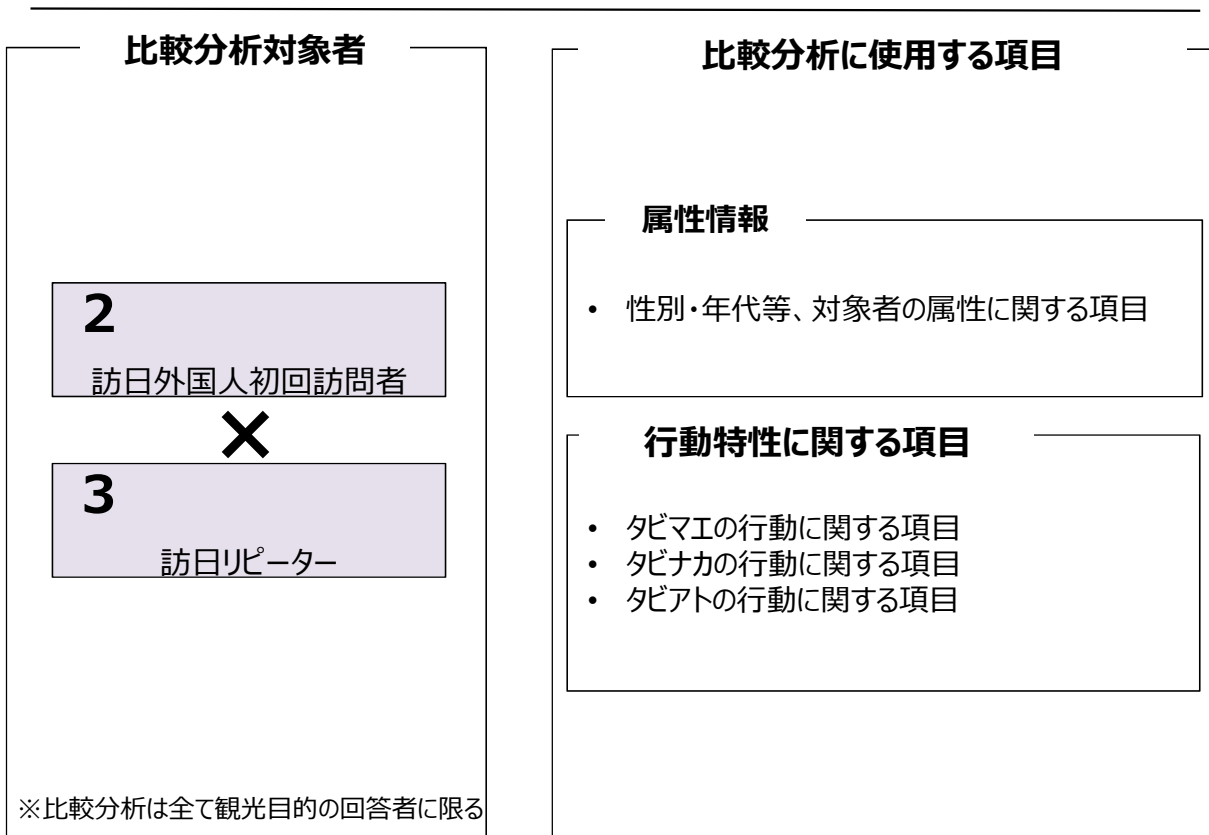 比較分析対象者
2
訪日外国人初回訪問者
×
3
訪日リピーター
※比較分析は全て観光目的の回答者に限る
比較分析に使用する項目
属性情報
• 性別・年代等、対象者の属性に関する項目
行動特性に関する項目
• タビマエの行動に関する項目
• タビナカの行動に関する項目
• タビアトの行動に関する項目